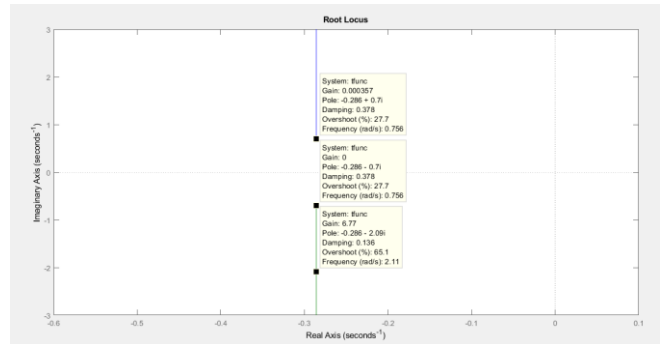 Root Locus
3
2
1
0
-1
-2
-3
Imaginary Axis (seconds⁻¹)
System: tfunc
Gain: 0.000357
Pole: -0.286 + 0.7i
Damping: 0.378
Overshoot (%): 27.7
Frequency (rad/s): 0.756
System: tfunc
Gain: 0
Pole: -0.286 - 0.7i
Damping: 0.378
Overshoot (%): 27.7
Frequency (rad/s): 0.756
System: tfunc
Gain: 6.77
Pole: -0.286 - 2.09i
Damping: 0.136
Overshoot (%): 65.1
Frequency (rad/s): 2.11
-0.6 -0.5 -0.4 -0.3 -0.2 -0.1 0 0.1
Real Axis (seconds⁻¹)